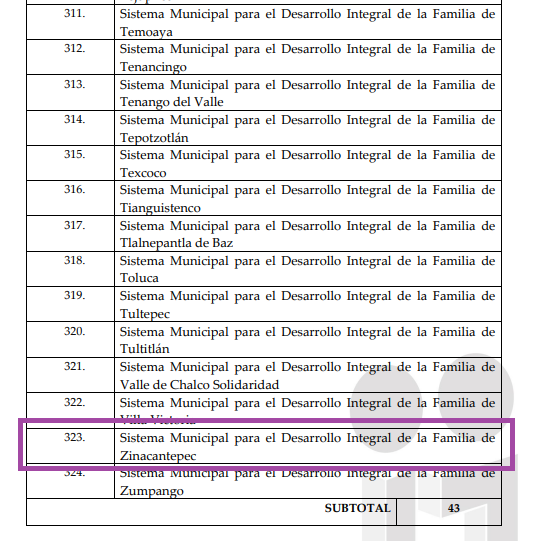 311. Sistema Municipal para el Desarrollo Integral de la Familia de
Temoaya
312. Sistema Municipal para el Desarrollo Integral de la Familia de
Tenancingo
313. Sistema Municipal para el Desarrollo Integral de la Familia de
Tenango del Valle
314. Sistema Municipal para el Desarrollo Integral de la Familia de
Tepotzotlán
315. Sistema Municipal para el Desarrollo Integral de la Familia de
Texcoco
316. Sistema Municipal para el Desarrollo Integral de la Familia de
Tianguistenco
317. Sistema Municipal para el Desarrollo Integral de la Familia de
Tlalnepantla de Baz
318. Sistema Municipal para el Desarrollo Integral de la Familia de
Toluca
319. Sistema Municipal para el Desarrollo Integral de la Familia de
Tultepec
320. Sistema Municipal para el Desarrollo Integral de la Familia de
Tultitlán
321. Sistema Municipal para el Desarrollo Integral de la Familia de
Valle de Chalco Solidaridad
322. Sistema Municipal para el Desarrollo Integral de la Familia de
Villa Victoria
323. Sistema Municipal para el Desarrollo Integral de la Familia de
Zinacantepec
324. Sistema Municipal para el Desarrollo Integral de la Familia de
Zumpango
SUBTOTAL 43